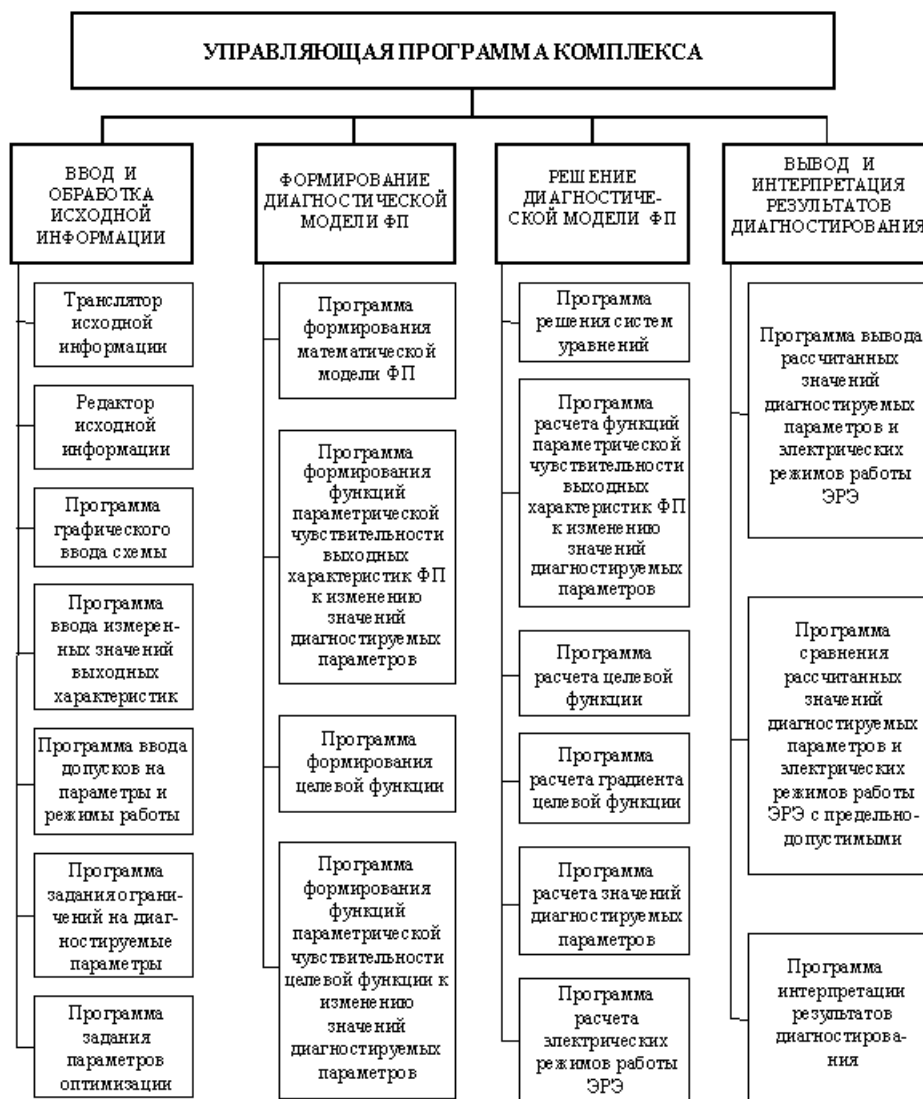 УПРАВЛЯЮЩАЯ ПРОГРАММА КОМПЛЕКСА
ВВОД И
ОБРАБОТКА
ИСХОДНОЙ
ИНФОРМАЦИИ
Транслятор
исходной
информации
Редактор
исходной
информации
Программа
графического
ввода схемы
Программа
ввода измерен-
ных значений
выходных
характеристик
Программа ввода
допусков на
параметры и
режимы работы
Программа
задания ограни-
чений на диаг-
ностируемые
параметры
Программа
задания
параметров
оптимизации
ФОРМИРОВАНИЕ
ДИАГНОСТИЧЕСКОЙ
МОДЕЛИ ФП
Программа
формирования
математической
модели ФП
Программа
формирования
функций
параметрической
чувствительности
выходных
характеристик ФП
к изменению
значений
диагностируемых
параметров
Программа
формирования
целевой функции
Программа
формирования
функций
параметрической
чувствительности
целевой функции к
изменению
значений
диагностируемых
параметров
РЕШЕНИЕ
ДИАГНОСТИЧЕ-
СКОЙ МОДЕЛИ ФП
Программа
решения систем
уравнений
Программа
расчета функций
параметрической
чувствительности
выходных
характеристик ФП
к изменению
значений
диагностируемых
параметров
Программа
расчета целевой
функции
Программа
расчета градиента
целевой функции
Программа
расчета значений
диагностируемых
параметров
Программа
расчета
электрических
режимов работы
ЭРЭ
ВЫВОД И
ИНТЕРПРЕТАЦИЯ
РЕЗУЛЬТАТОВ
ДИАГНОСТИРОВАНИЯ
Программа вывода
рассчитанных
значений
диагностируемых
параметров и
электрических
режимов работы
ЭРЭ
Программа
сравнения
рассчитанных
значений
диагностируемых
параметров и
электрических
режимов работы
ЭРЭ с предельно-
допустимыми
Программа
интерпретации
результатов
диагностирова-
ния